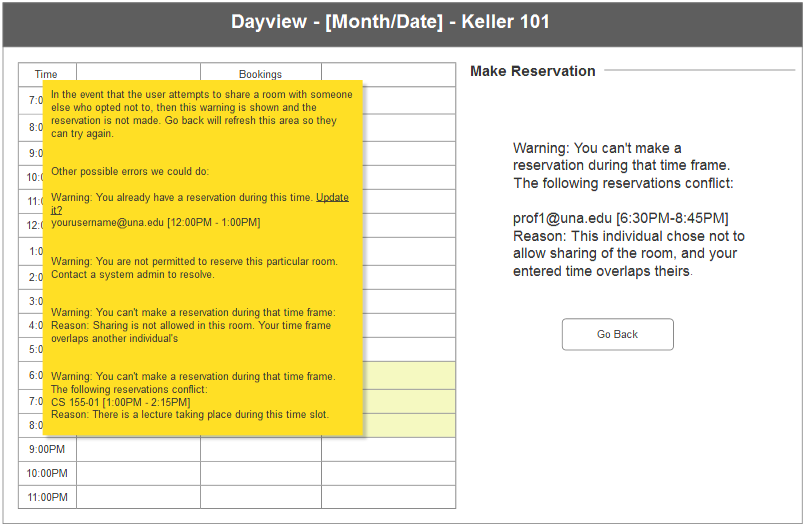 Dayview - [Month/Date] - Keller 101
Time
Bookings
7:0
8:0
9:0
10:
11:
12:
1:0
2:0
3:0
4:0
5:0
6:0
7:0
8:0
9:00PM
10:00PM
11:00PM
In the event that the user attempts to share a room with someone
else who opted not to, then this warning is shown and the
reservation is not made. Go back will refresh this area so they
can try again.
Other possible errors we could do:
Warning: You already have a reservation during this time. Update
it?
yourusername@una.edu [12:00PM - 1:00PM]
Warning: You are not permitted to reserve this particular room.
Contact a system admin to resolve.
Warning: You can't make a reservation during that time frame:
Reason: Sharing is not allowed in this room. Your time frame
overlaps another individual's
Warning: You can't make a reservation during that time frame.
The following reservations conflict:
CS 155-01 [1:00PM - 2:15PM]
Reason: There is a lecture taking place during this time slot.
Make Reservation
Warning: You can't make a
reservation during that time frame.
The following reservations conflict:
prof1@una.edu [6:30PM-8:45PM]
Reason: This individual chose not to
allow sharing of the room, and your
entered time overlaps theirs.
Go Back